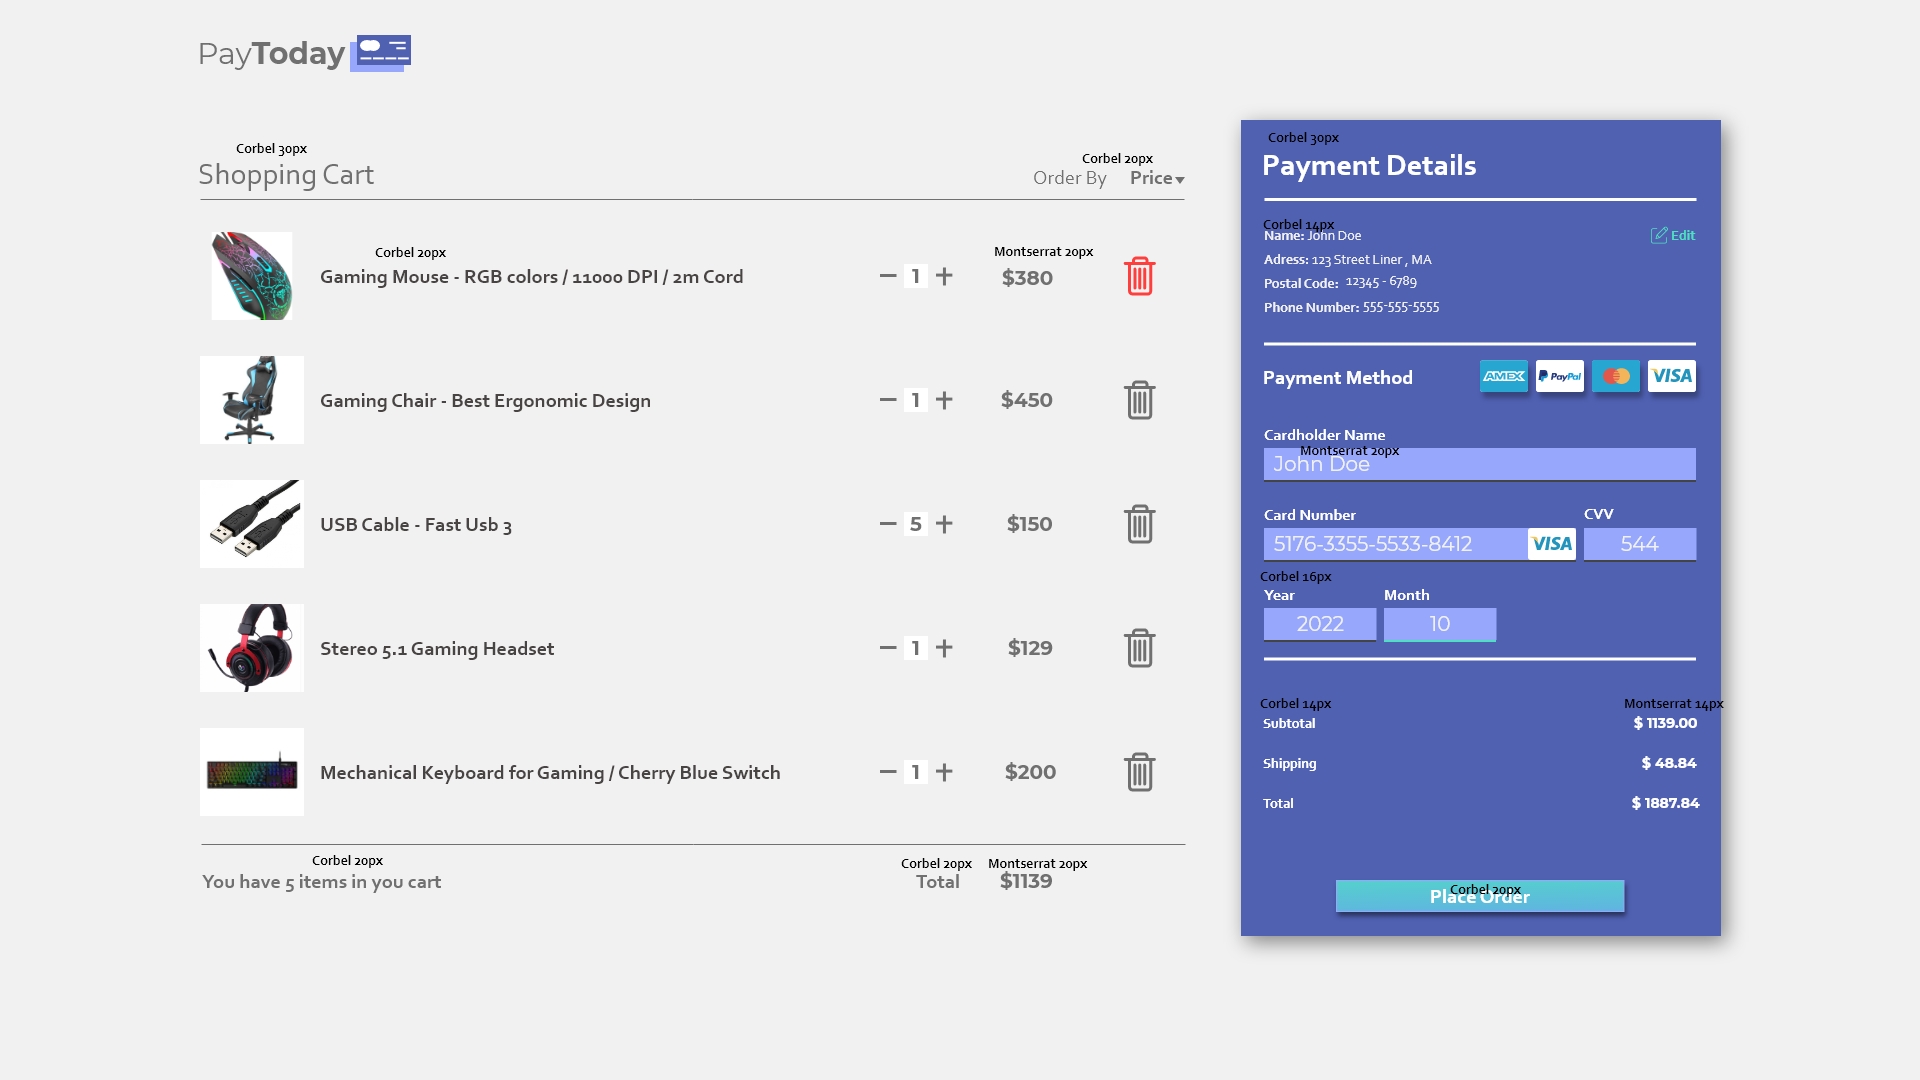 PayToday
Corbel 30px
Shopping Cart
Corbel 20px
Order By Price
Corbel 20px
Montserrat 20px
Gaming Mouse - RGB colors / 11000 DPI / 2m Cord
1
$380
Gaming Chair - Best Ergonomic Design
1
$450
USB Cable - Fast Usb 3
5
$150
Stereo 5.1 Gaming Headset
1
$129
Mechanical Keyboard for Gaming / Cherry Blue Switch
1
$200
Corbel 20px
Corbel 20px
Montserrat 20px
You have 5 items in you cart
Total
$1139
Corbel 30px
Payment Details
Corbel 14px
Name: John Doe
Edit
Adress: 123 Street Liner , MA
Postal Code: 12345 - 6789
Phone Number: 555-555-5555
Payment Method
AMEX
PayPal
VISA
Cardholder Name
Montserrat 20px
John Doe
Card Number
CVV
5176-3355-5533-8412
VISA
544
Corbel 16px
Year
Month
2022
10
Corbel 14px
Montserrat 14px
Subtotal
$ 1139.00
Shipping
$ 48.84
Total
$ 1887.84
Corbel 20px
Place Order